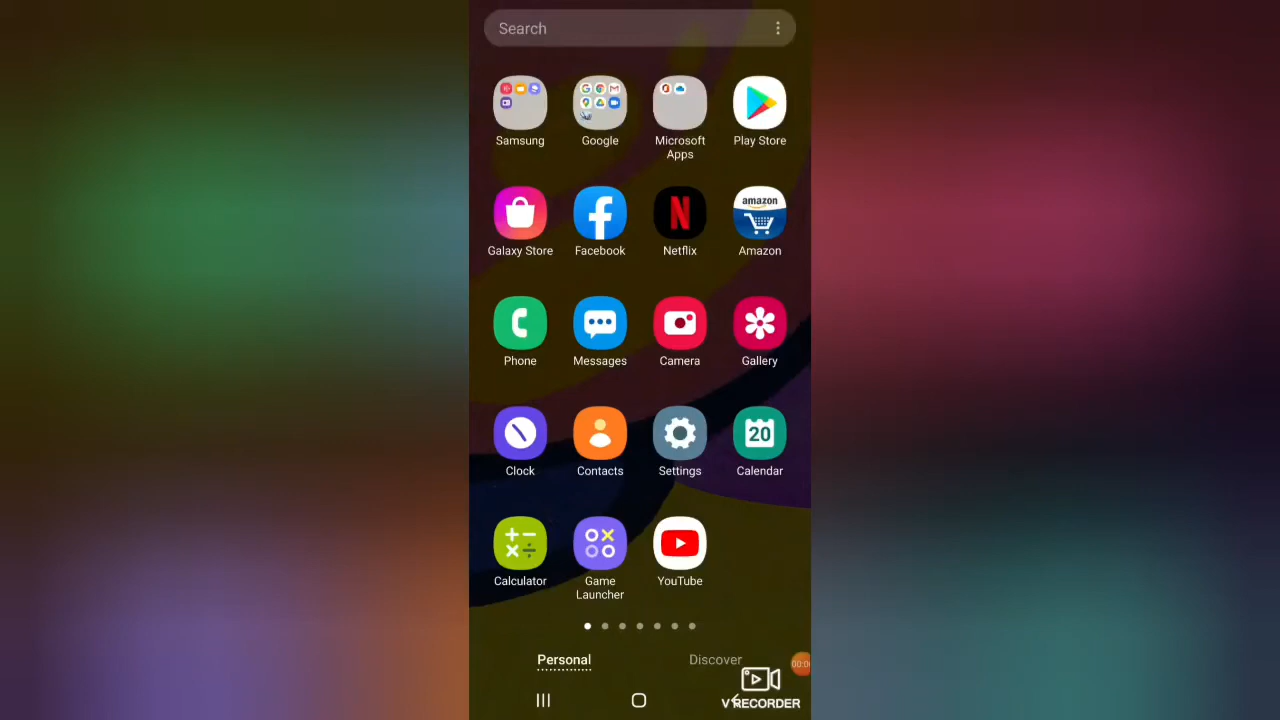 Search
Samsung
Google
Microsoft
Apps
Play Store
amazon
Galaxy Store
Facebook
Netflix
Amazon
Phone
Messages
Camera
Gallery
20
Clock
Contacts
Settings
Calendar
Calculator
Game
Launcher
YouTube
Personal
Discover
V RECORDER